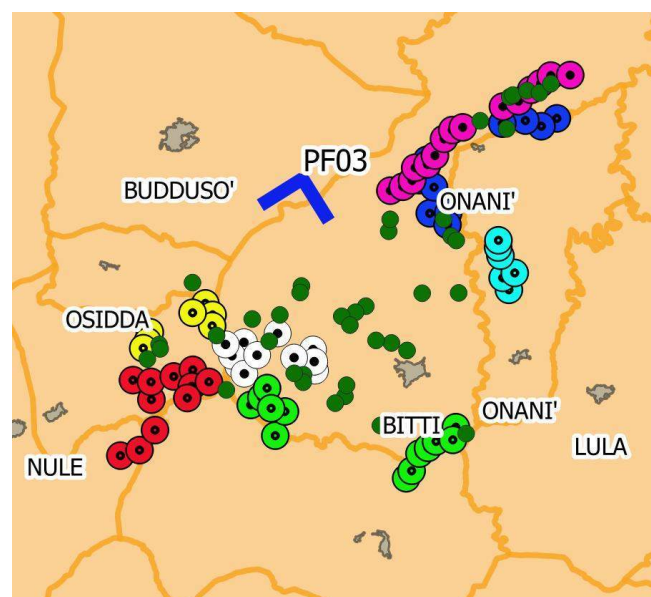 PF03
BUDDUSO'
ONANI'
OSIDDA
ONANI'
BITTI
LULA
NULE